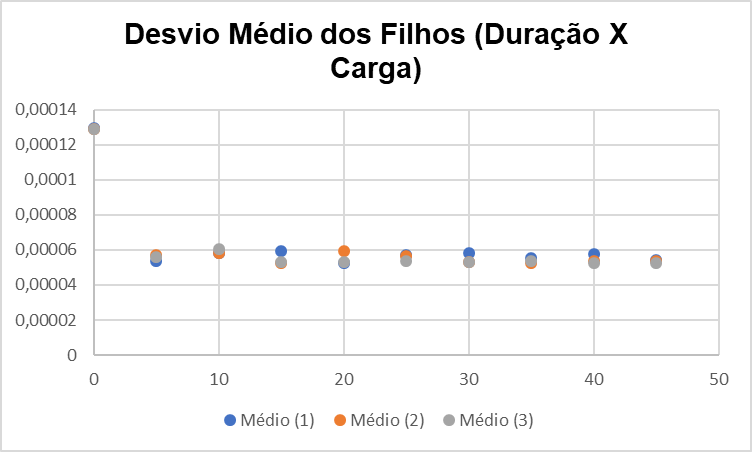 Desvio Médio dos Filhos (Duração X
Carga)
0,00014
0,00012
0,0001
0,00008
0,00006
0,00004
0,00002
0
0 10 20 30 40 50
Médio (1) Médio (2) Médio (3)